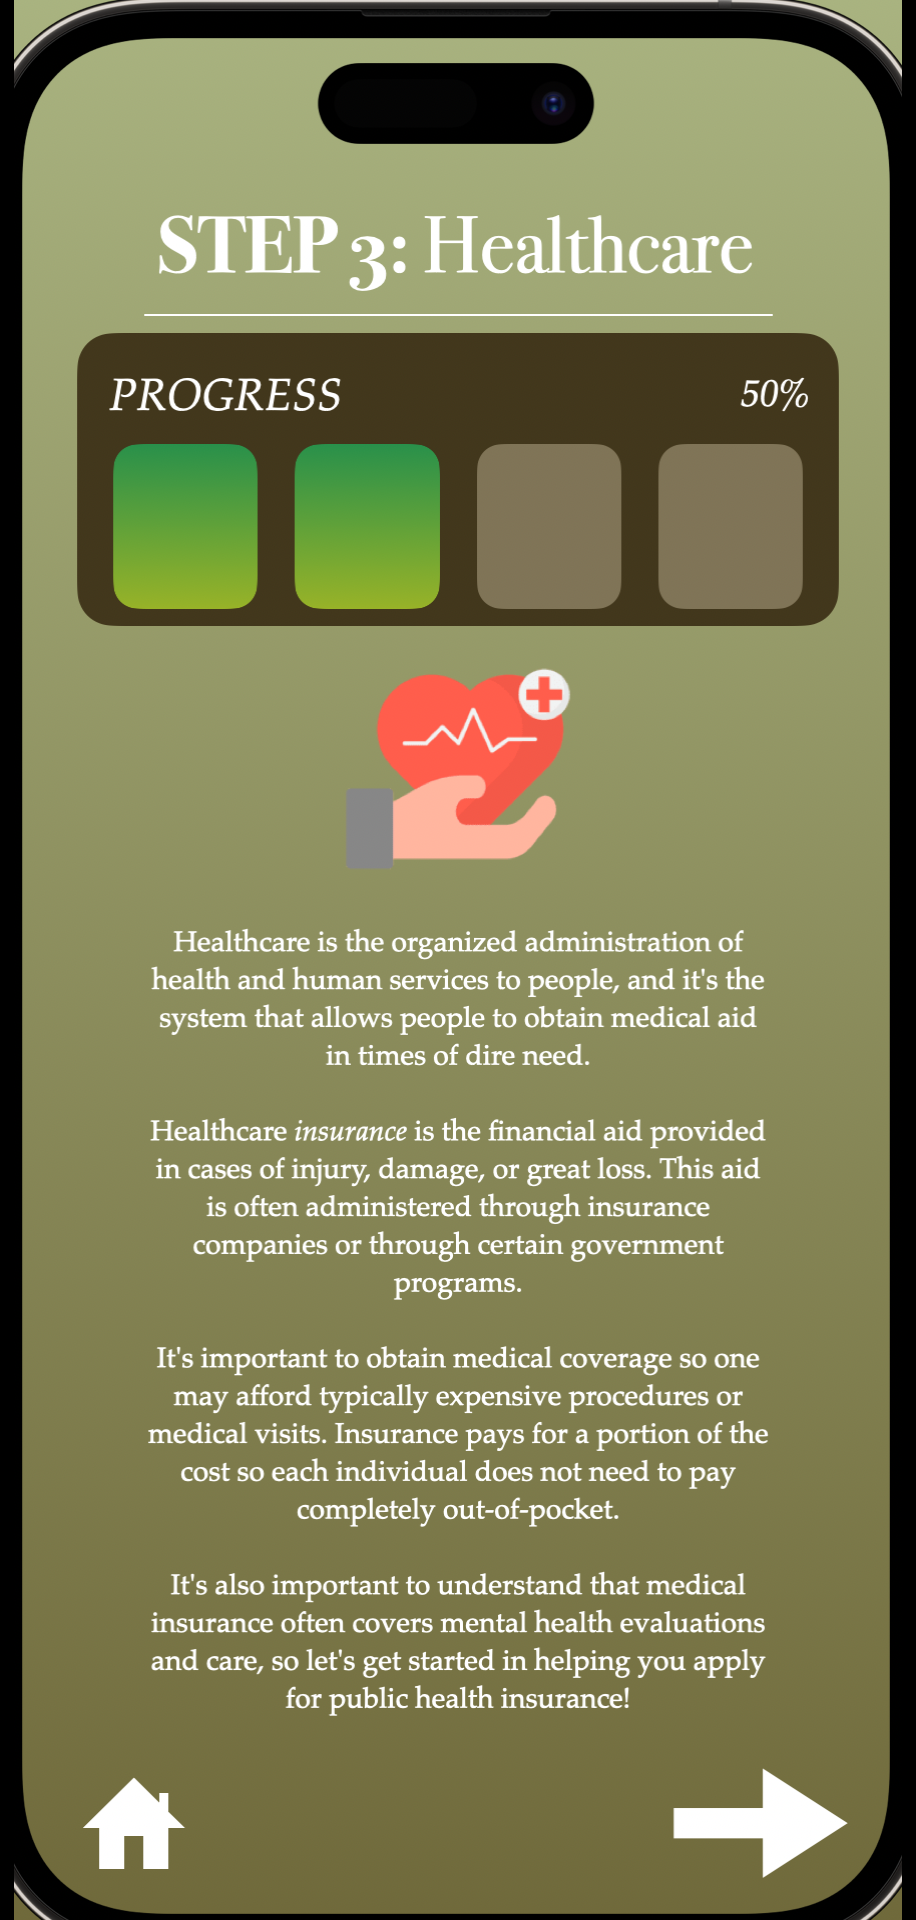 STEP 3: Healthcare
PROGRESS
50%
Healthcare is the organized administration of
health and human services to people, and it's the
system that allows people to obtain medical aid
in times of dire need.
Healthcare insurance is the financial aid provided
in cases of injury, damage, or great loss. This aid
is often administered through insurance
companies or through certain government
programs.
It's important to obtain medical coverage so one
may afford typically expensive procedures or
medical visits. Insurance pays for a portion of the
cost so each individual does not need to pay
completely out-of-pocket.
It's also important to understand that medical
insurance often covers mental health evaluations
and care, so let's get started in helping you apply
for public health insurance!